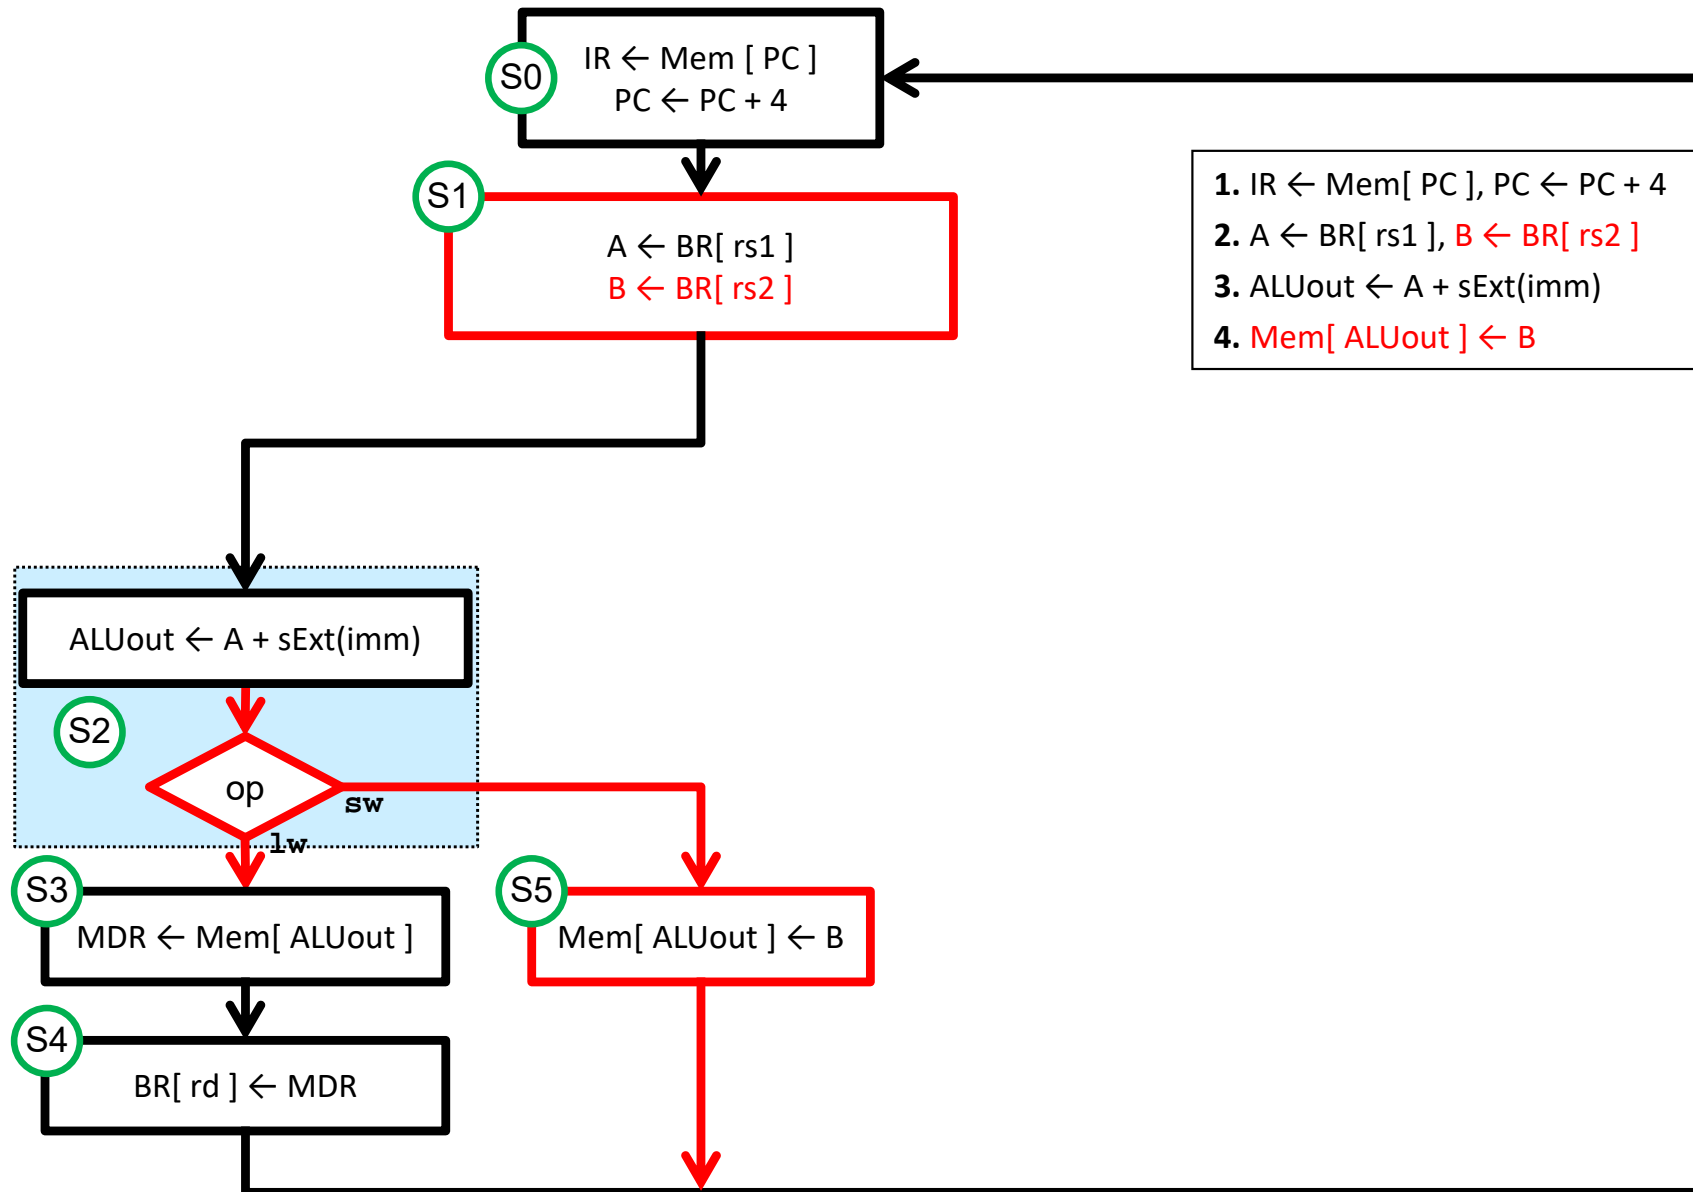 S0
IR ← Mem [ PC ]
PC ← PC + 4
S1
A ← BR[ rs1 ]
B ← BR[ rs2 ]
1. IR ← Mem[ PC ], PC ← PC + 4
2. A ← BR[ rs1 ], B ← BR[ rs2 ]
3. ALUout ← A + sExt(imm)
4. Mem[ ALUout ] ← B
ALUout ← A + sExt(imm)
S2
op
sw
lw
S3
MDR ← Mem[ ALUout ]
S5
Mem[ ALUout ] ← B
S4
BR[ rd ] ← MDR